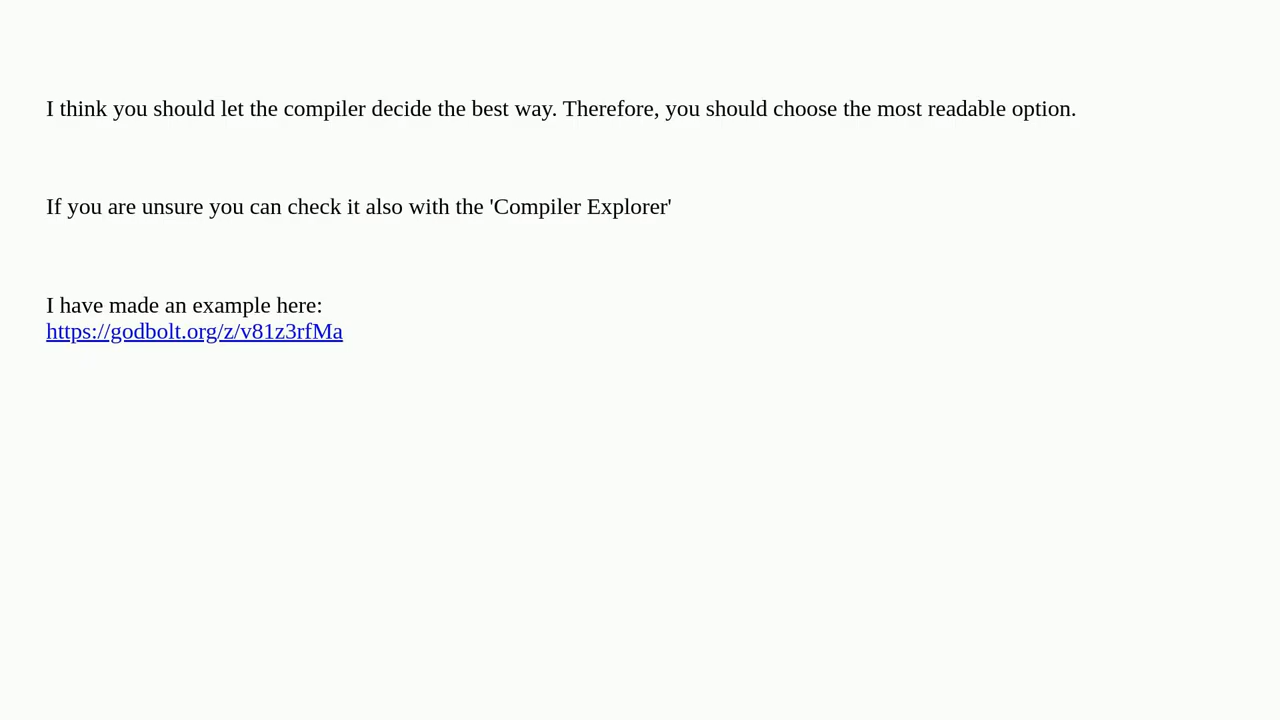 I think you should let the compiler decide the best way. Therefore, you should choose the most readable option.
If you are unsure you can check it also with the 'Compiler Explorer'
I have made an example here:
https://godbolt.org/z/v81z3rfMa